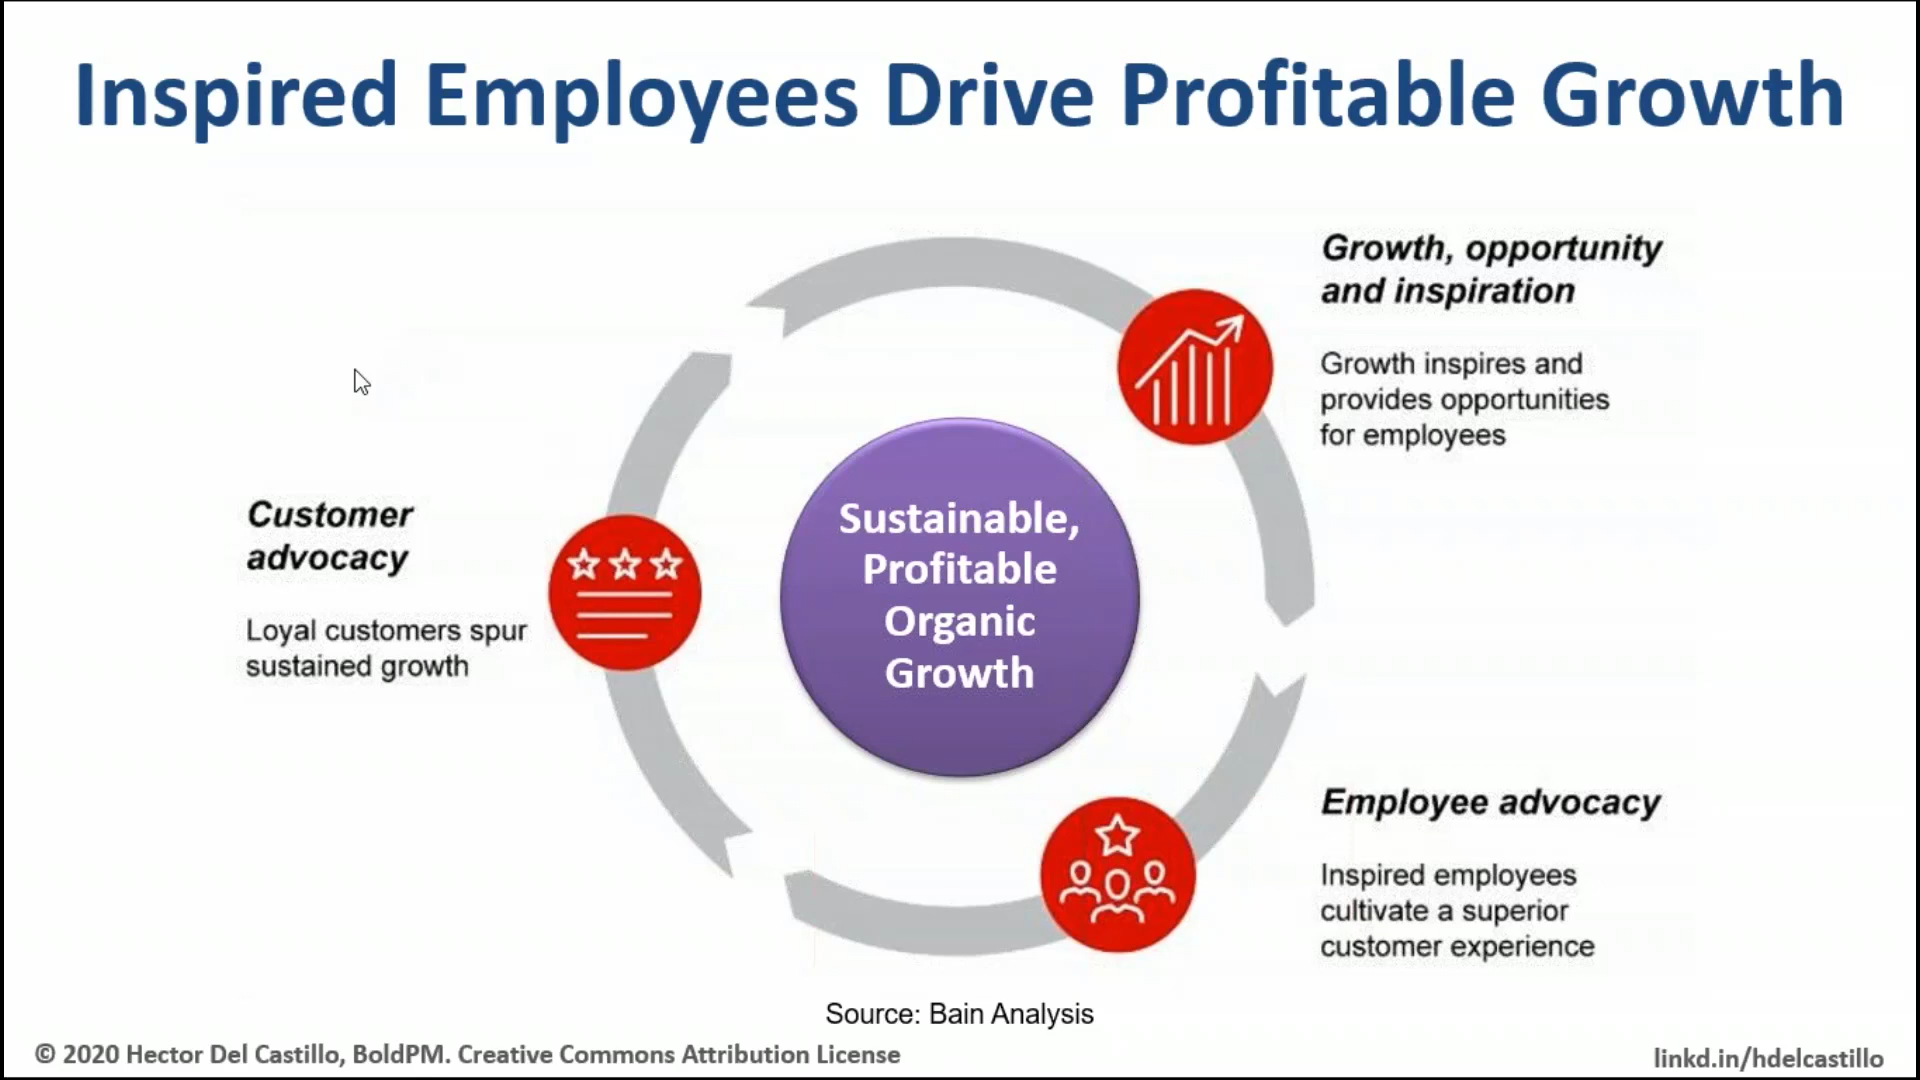 Inspired Employees Drive Profitable Growth
Growth, opportunity
and inspiration
Growth inspires and
provides opportunities
for employees
Customer
advocacy
Loyal customers spur
sustained growth
Sustainable,
Profitable
Organic
Growth
Employee advocacy
Inspired employees
cultivate a superior
customer experience
Source: Bain Analysis
© 2020 Hector Del Castillo, BoldPM. Creative Commons Attribution License
linkd.in/hdelcastillo